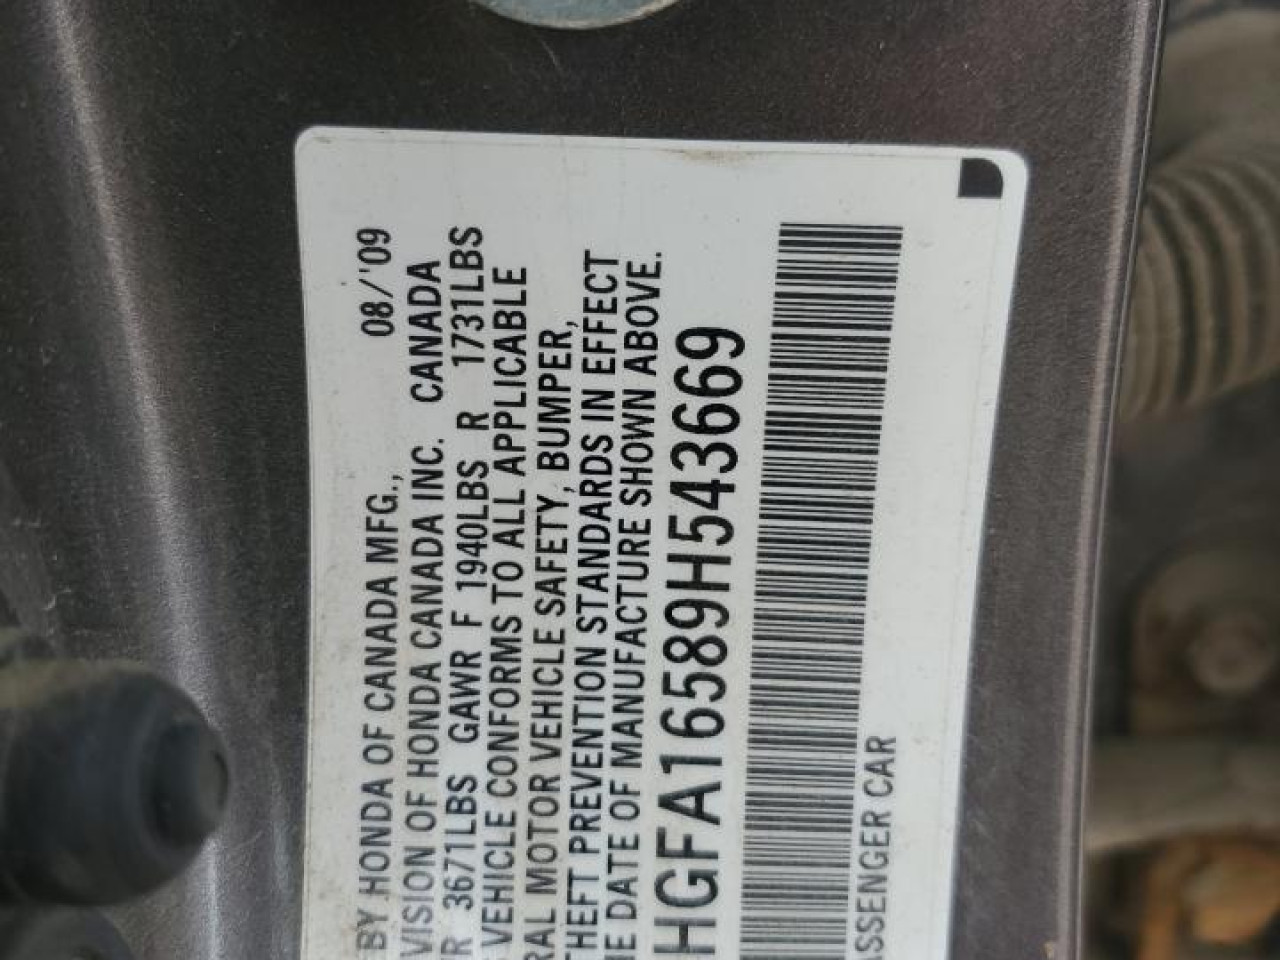 BY HONDA OF CANADA MFG., 08/'09
VISION OF HONDA CANADA INC. CANADA
R 3671LBS GAWR F 1940LBS R 1731LBS
VEHICLE CONFORMS TO ALL APPLICABLE
RAL MOTOR VEHICLE SAFETY, BUMPER,
THEFT PREVENTION STANDARDS IN EFFECT
E DATE OF MANUFACTURE SHOWN ABOVE.
HGFA16589H543669
ASSENGER CAR